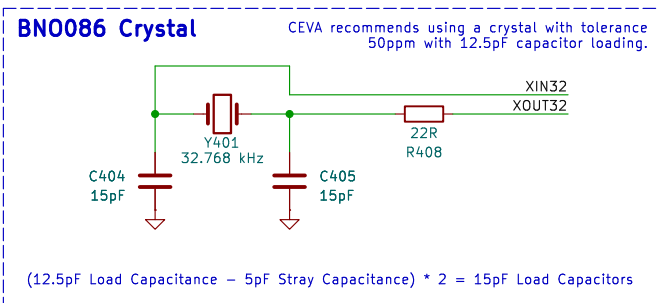 BNO086 Crystal
CEVA recommends using a crystal with tolerance
50ppm with 12.5pF capacitor loading.
XIN32
XOUT32
Y401
32.768 kHz
22R
R408
C404
15pF
C405
15pF
(12.5pF Load Capacitance - 5pF Stray Capacitance) * 2 = 15pF Load Capacitors